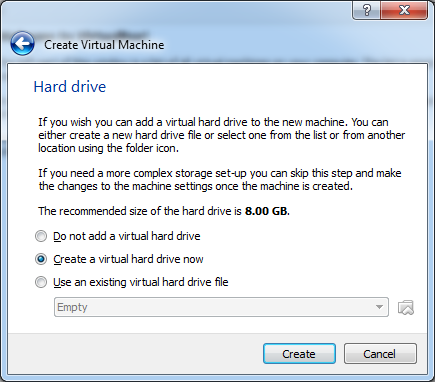 ?
Create Virtual Machine
Hard drive
If you wish you can add a virtual hard drive to the new machine. You can
either create a new hard drive file or select one from the list or from another
location using the folder icon.
If you need a more complex storage set-up you can skip this step and make
the changes to the machine settings once the machine is created.
The recommended size of the hard drive is 8.00 GB.
Do not add a virtual hard drive
Create a virtual hard drive now
Use an existing virtual hard drive file
Empty
Create Cancel